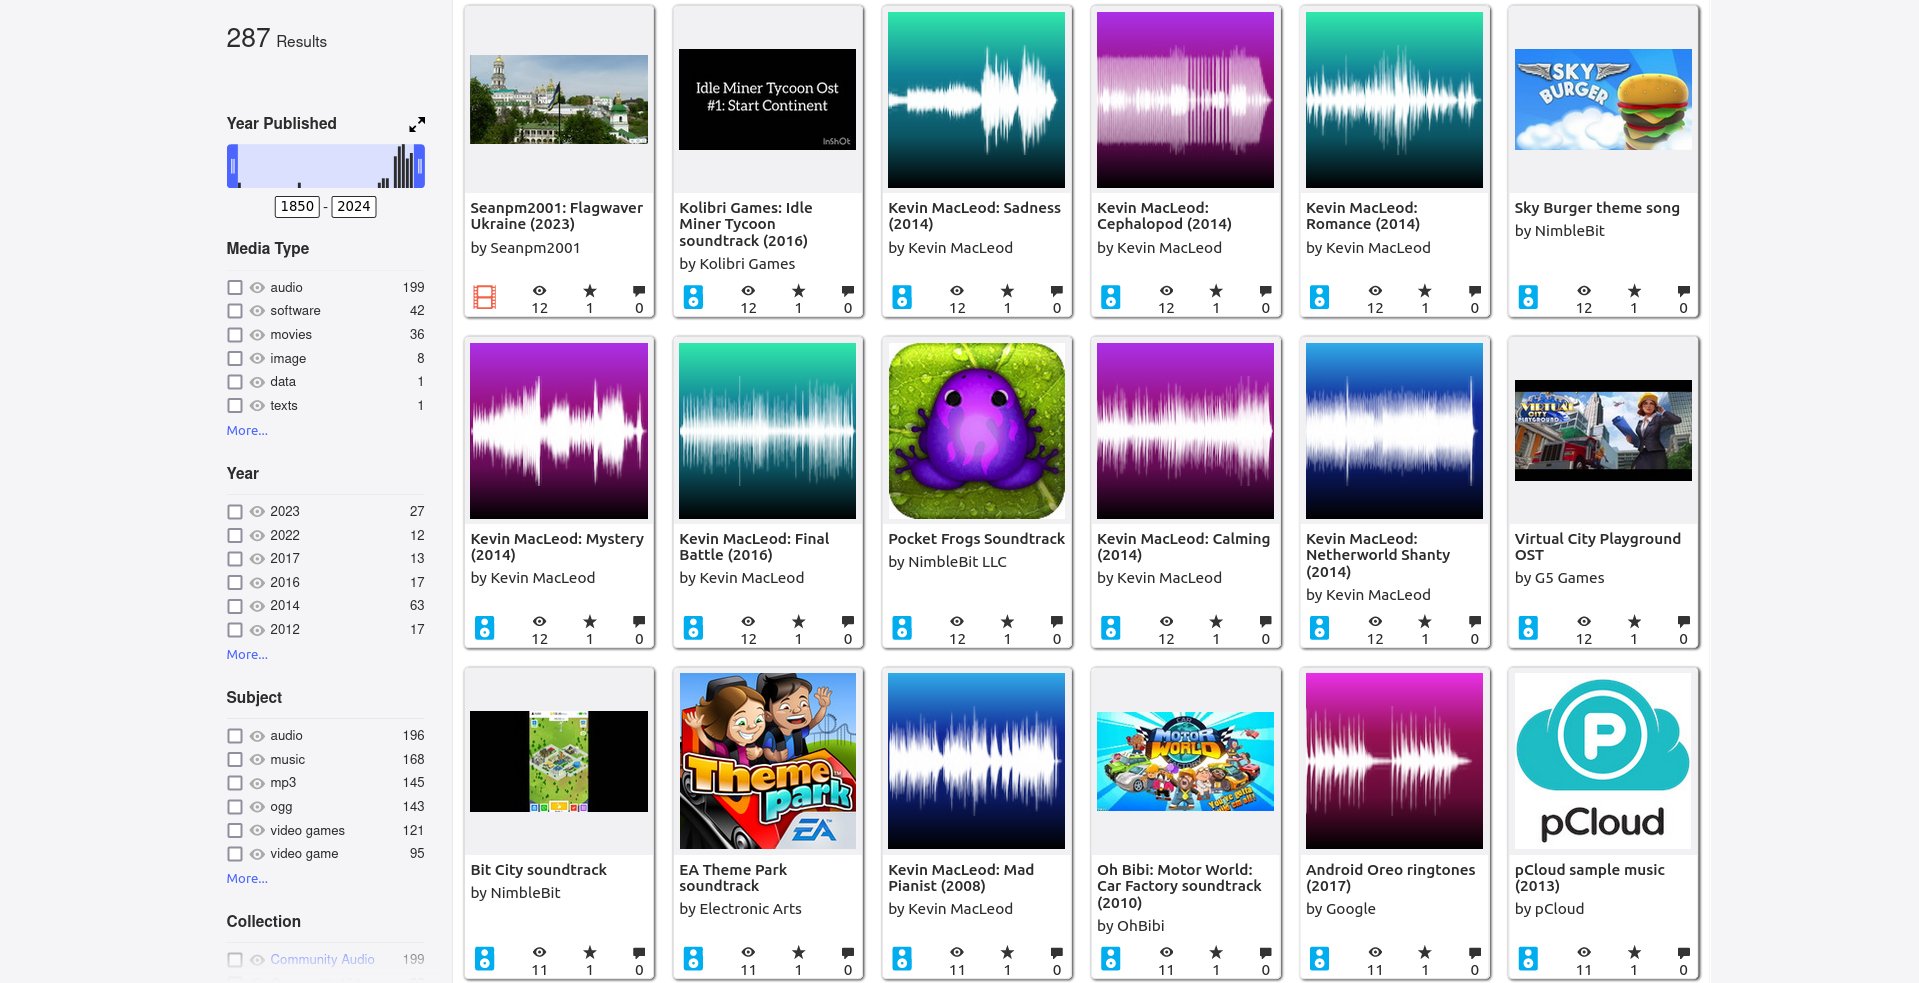 287 Results
Year Published
1850 - 2024
Media Type
audio 199
software 42
movies 36
image 8
data 1
texts 1
More...
Year
2023 27
2022 12
2017 13
2016 17
2014 63
2012 17
More...
Subject
audio 196
music 168
mp3 145
ogg 143
video games 121
video game 95
More...
Collection
Community Audio 199
Seanpm2001: Flagwaver
Ukraine (2023)
by Seanpm2001
12 1 0
Idle Miner Tycoon Ost
#1: Start Continent
InShOt
Kolibri Games: Idle
Miner Tycoon
soundtrack (2016)
by Kolibri Games
12 1 0
Kevin MacLeod: Sadness
(2014)
by Kevin MacLeod
12 1 0
Kevin MacLeod:
Cephalopod (2014)
by Kevin MacLeod
12 1 0
Kevin MacLeod:
Romance (2014)
by Kevin MacLeod
12 1 0
SKY
BURGER
Sky Burger theme song
by NimbleBit
12 1 0
Kevin MacLeod: Mystery
(2014)
by Kevin MacLeod
12 1 0
Kevin MacLeod: Final
Battle (2016)
by Kevin MacLeod
12 1 0
Pocket Frogs Soundtrack
by NimbleBit LLC
12 1 0
Kevin MacLeod: Calming
(2014)
by Kevin MacLeod
12 1 0
Kevin MacLeod:
Netherworld Shanty
(2014)
by Kevin MacLeod
12 1 0
VIRTUAL
CITY
PLAYGROUND
Virtual City Playground
OST
by G5 Games
12 1 0
Bit City soundtrack
by NimbleBit
11 1 0
Theme
park
EA
EA Theme Park
soundtrack
by Electronic Arts
11 1 0
Kevin MacLeod: Mad
Pianist (2008)
by Kevin MacLeod
11 1 0
CAR
MOTOR
WORLD
Oh Bibi: Motor World:
Car Factory soundtrack
(2010)
by OhBibi
11 1 0
Android Oreo ringtones
(2017)
by Google
11 1 0
P
pCloud
pCloud sample music
(2013)
by pCloud
11 1 0